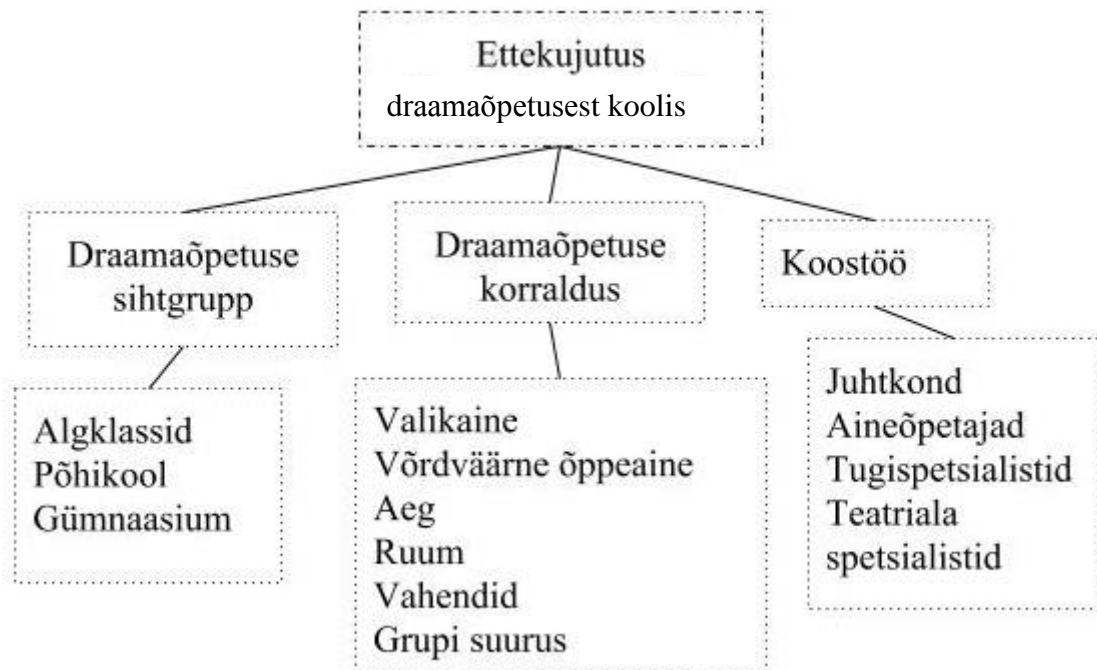 Ettekujutus
draamaõpetusest koolis
Draamaõpetuse
sihtgrupp
Draamaõpetuse
korraldus
Koostöö
Algklassid
Põhikool
Gümnaasium
Valikaine
Võrdväärne õppeaine
Aeg
Ruum
Vahendid
Grupi suurus
Juhtkond
Aineõpetajad
Tugispetsialistid
Teatriala
spetsialistid